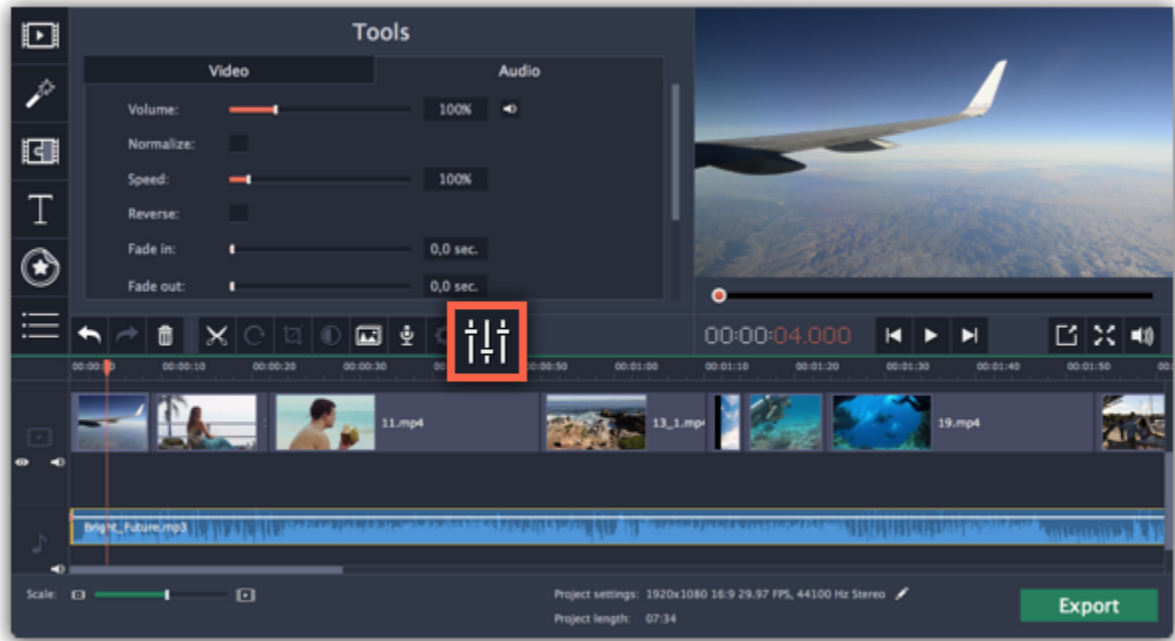 Tools
Video
Audio
Volume:
100%
Normalize:
Speed:
100%
Reverse:
Fade in:
0,0 sec.
Fade out:
0,0 sec.
T
00:00:04.000
00:00:10
00:00:20
00:00:30
00:01:00
00:01:10
00:01:20
00:01:30
00:01:40
00:01:50
11.mp4
13_1.mp4
19.mp4
Bright_Future.mp3
Scale:
Project settings: 1920x1080 16:9 29.97 FPS, 44100 Hz Stereo
Project length: 07:34
Export